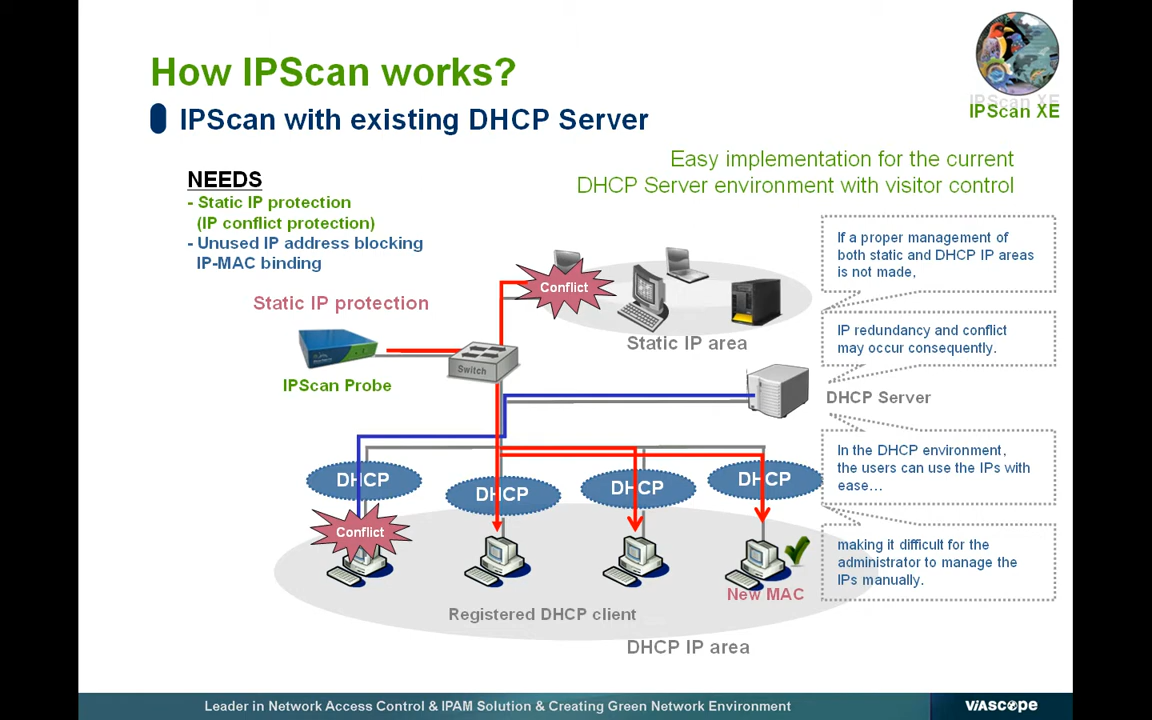 How IPScan works?
IPScan XE
IPScan XE
IPScan with existing DHCP Server
Easy implementation for the current
DHCP Server environment with visitor control
NEEDS
- Static IP protection
(IP conflict protection)
- Unused IP address blocking
IP-MAC binding
Static IP protection
IPScan Probe
Switch
Conflict
Static IP area
DHCP Server
If a proper management of
both static and DHCP IP areas
is not made,
IP redundancy and conflict
may occur consequently.
In the DHCP environment,
the users can use the IPs with
ease...
making it difficult for the
administrator to manage the
IPs manually.
DHCP
DHCP
DHCP
DHCP
Conflict
New MAC
Registered DHCP client
DHCP IP area
Leader in Network Access Control & IPAM Solution & Creating Green Network Environment
ViAscope